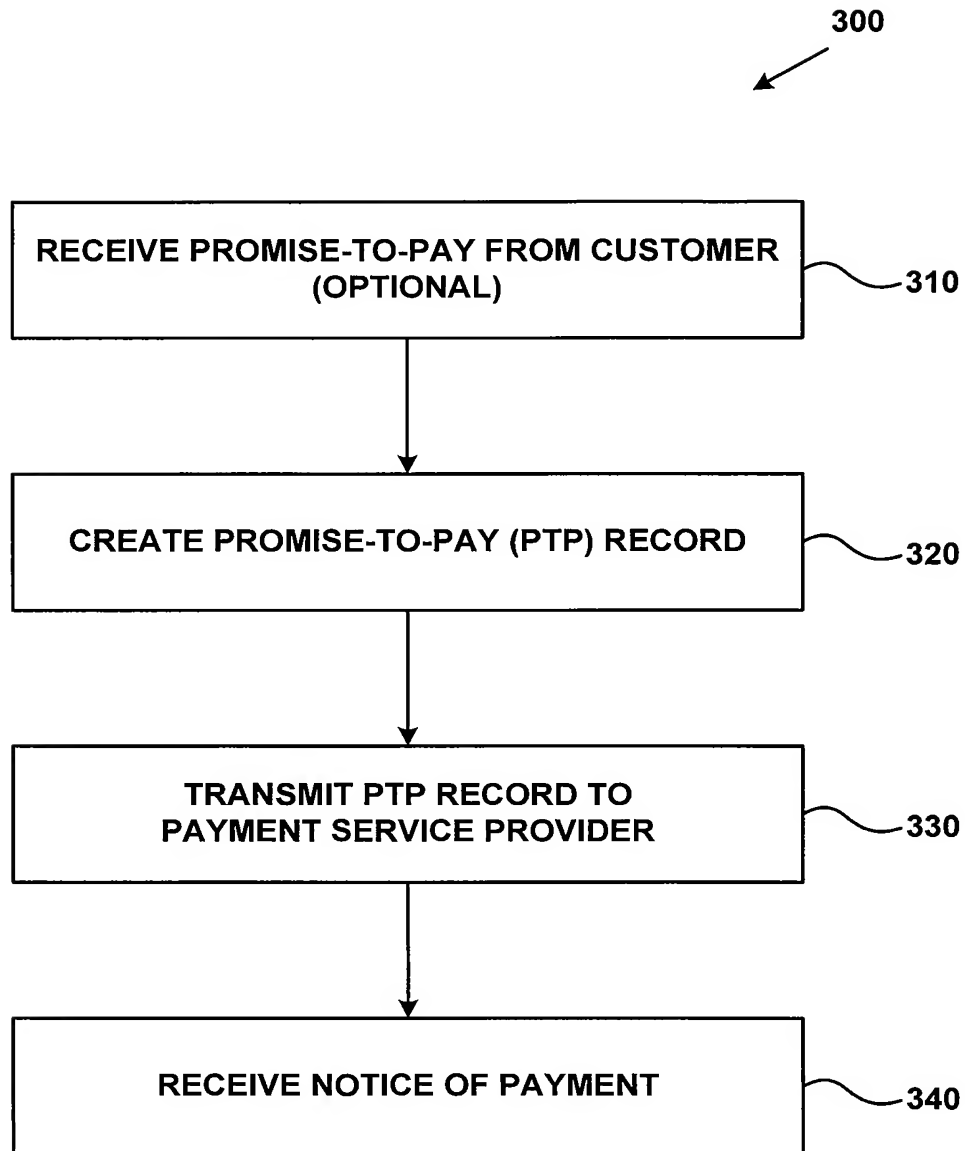 300
RECEIVE PROMISE-TO-PAY FROM CUSTOMER
(OPTIONAL)
310
CREATE PROMISE-TO-PAY (PTP) RECORD
320
TRANSMIT PTP RECORD TO
PAYMENT SERVICE PROVIDER
330
RECEIVE NOTICE OF PAYMENT
340